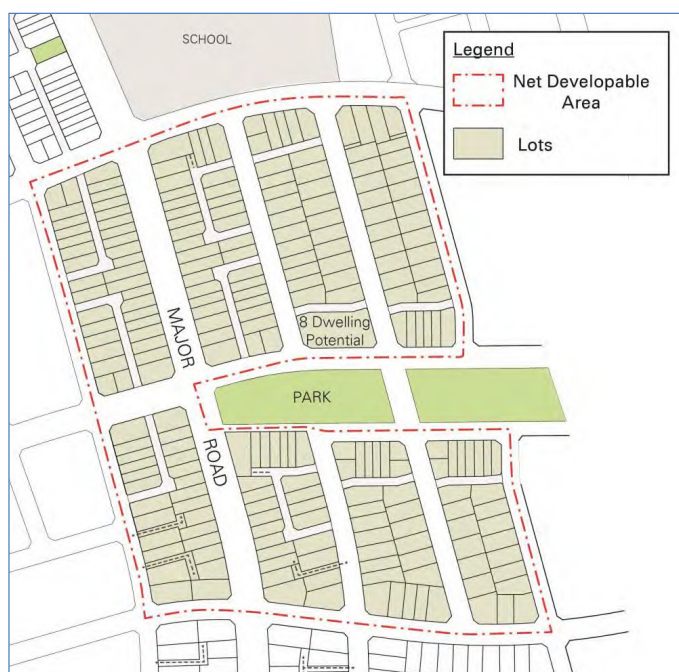 SCHOOL
Legend
Net Developable
Area
Lots
MAJOR
8 Dwelling
Potential
PARK
ROAD